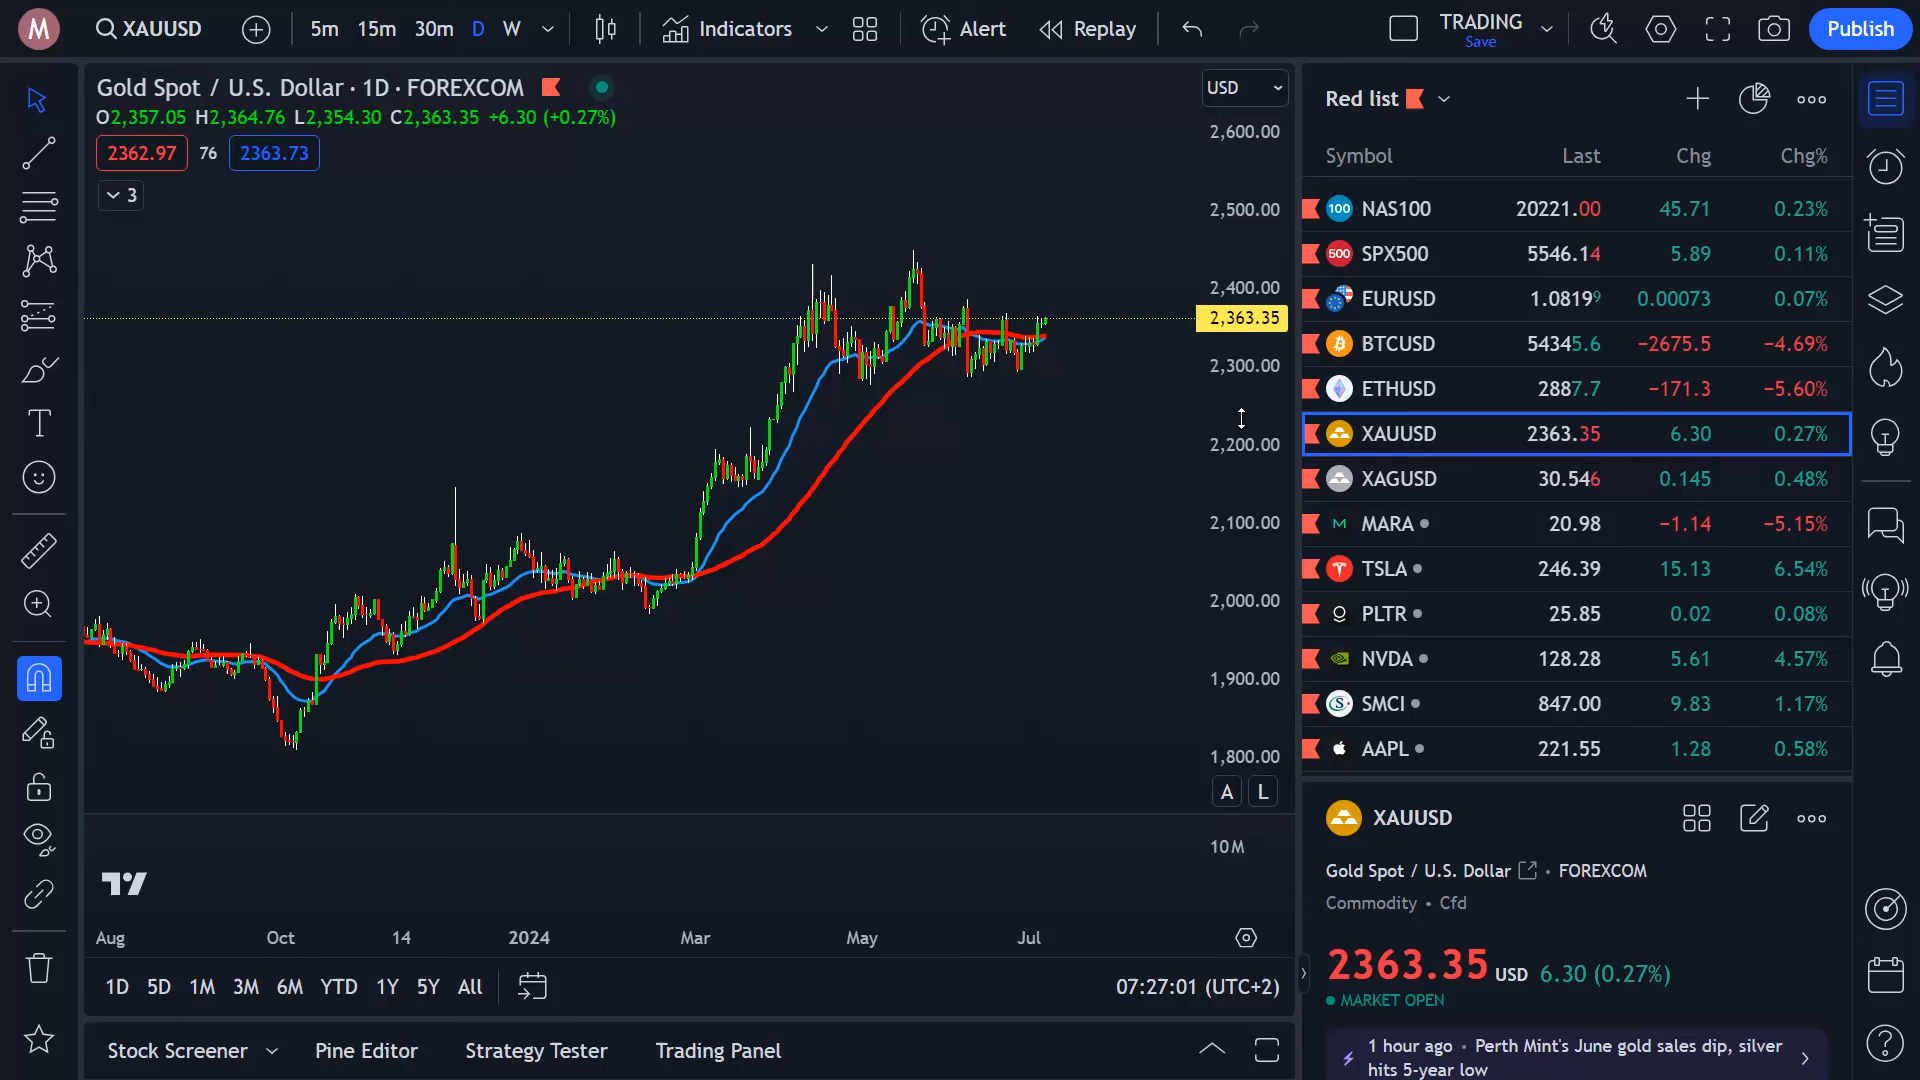 M
XAUUSD
5m 15m 30m D W
Indicators
Alert
Replay
TRADING
Save
Publish
Gold Spot / U.S. Dollar · 1D · FOREXCOM
O2,357.05 H2,364.76 L2,354.30 C2,363.35 +6.30 (+0.27%)
2362.97 76 2363.73
3
USD
2,600.00
2,500.00
2,400.00
2,363.35
2,300.00
2,200.00
2,100.00
2,000.00
1,900.00
1,800.00
A L
10M
Aug Oct 14 2024 Mar May Jul
1D 5D 1M 3M 6M YTD 1Y 5Y All
07:27:01 (UTC+2)
Stock Screener Pine Editor Strategy Tester Trading Panel
Red list
Symbol Last Chg Chg%
100 NAS100 20221.00 45.71 0.23%
500 SPX500 5546.14 5.89 0.11%
EURUSD 1.08199 0.00073 0.07%
BTCUSD 54345.6 −2675.5 −4.69%
ETHUSD 2887.7 −171.3 −5.60%
XAUUSD 2363.35 6.30 0.27%
XAGUSD 30.546 0.145 0.48%
M MARA 20.98 −1.14 −5.15%
TSLA 246.39 15.13 6.54%
PLTR 25.85 0.02 0.08%
NVDA 128.28 5.61 4.57%
S SMCI 847.00 9.83 1.17%
AAPL 221.55 1.28 0.58%
XAUUSD
Gold Spot / U.S. Dollar · FOREXCOM
Commodity • Cfd
2363.35 USD 6.30 (0.27%)
MARKET OPEN
1 hour ago • Perth Mint's June gold sales dip, silver
hits 5-year low